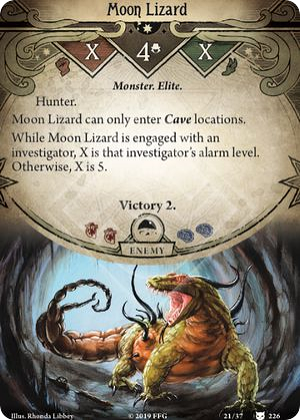 Moon Lizard
X 4 X
Monster. Elite.
Hunter.
Moon Lizard can only enter Cave locations.
While Moon Lizard is engaged with an
investigator, X is that investigator's alarm level.
Otherwise, X is 5.
Victory 2.
ENEMY
Illus. Rhonda Libbey
© 2019 FFG
21/37
226